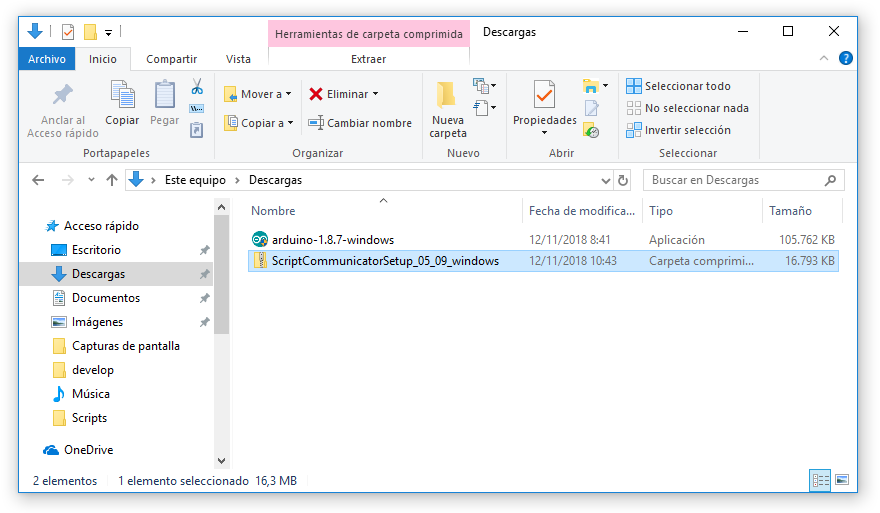 Herramientas de carpeta comprimida
Descargas
Archivo
Inicio
Compartir
Vista
Extraer
Anclar al
Acceso rápido
Copiar
Pegar
Portapapeles
Mover a
Copiar a
Eliminar
Cambiar nombre
Organizar
Nueva
carpeta
Nuevo
Propiedades
Abrir
Seleccionar todo
No seleccionar nada
Invertir selección
Seleccionar
Este equipo
Descargas
Buscar en Descargas
Nombre
Fecha de modifica...
Tipo
Tamaño
arduino-1.8.7-windows
12/11/2018 8:41
Aplicación
105.762 KB
ScriptCommunicatorSetup_05_09_windows
12/11/2018 10:43
Carpeta comprimi...
16.793 KB
Acceso rápido
Escritorio
Descargas
Documentos
Imágenes
Capturas de pantalla
develop
Música
Scripts
OneDrive
2 elementos
1 elemento seleccionado 16,3 MB